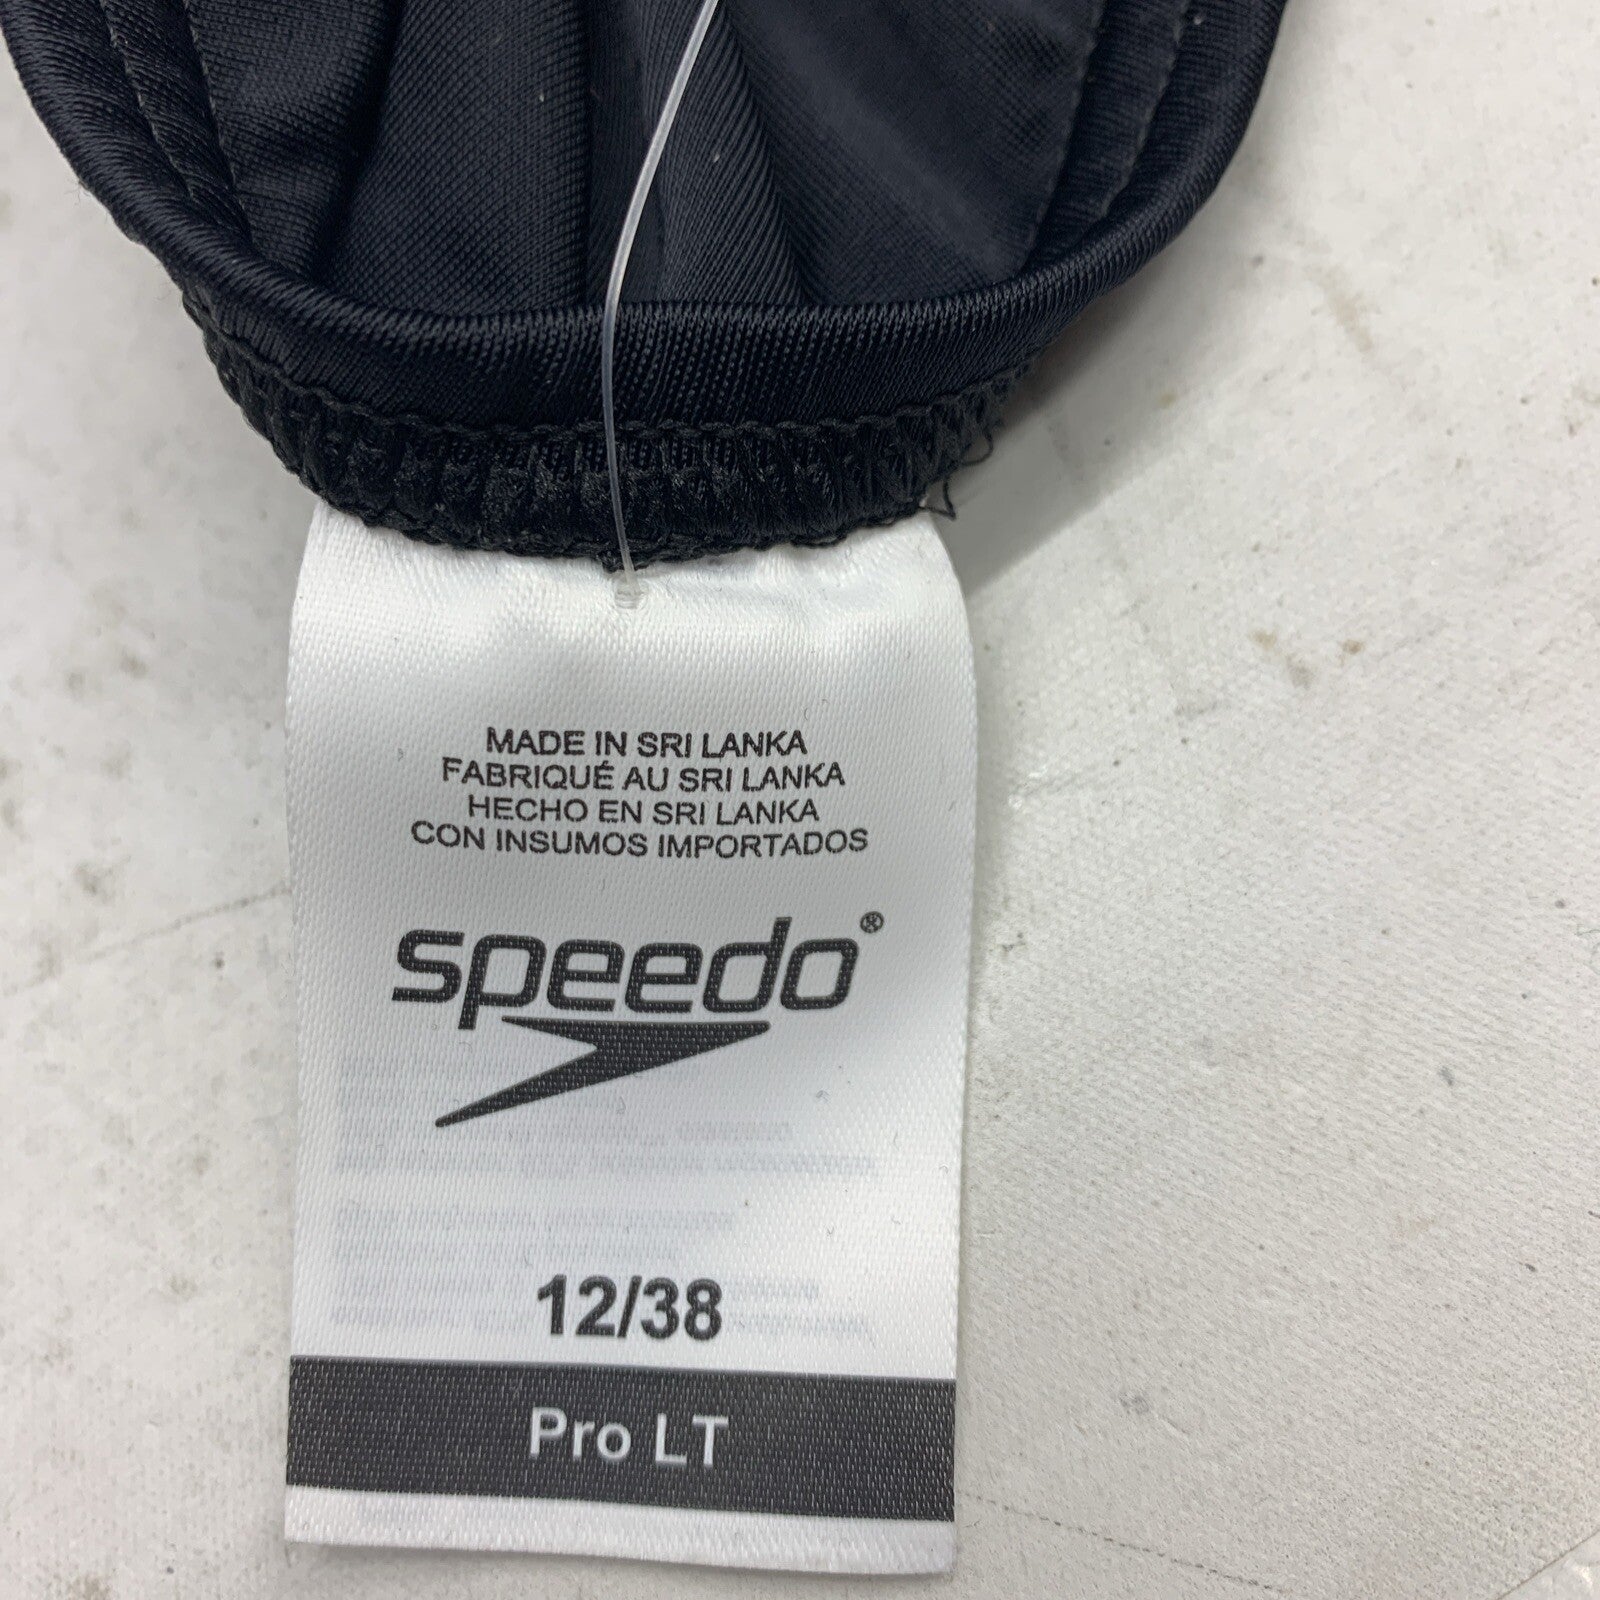 MADE IN SRI LANKA
FABRIQUÉ AU SRI LANKA
HECHO EN SRI LANKA
CON INSUMOS IMPORTADOS
speedo®
12/38
Pro LT